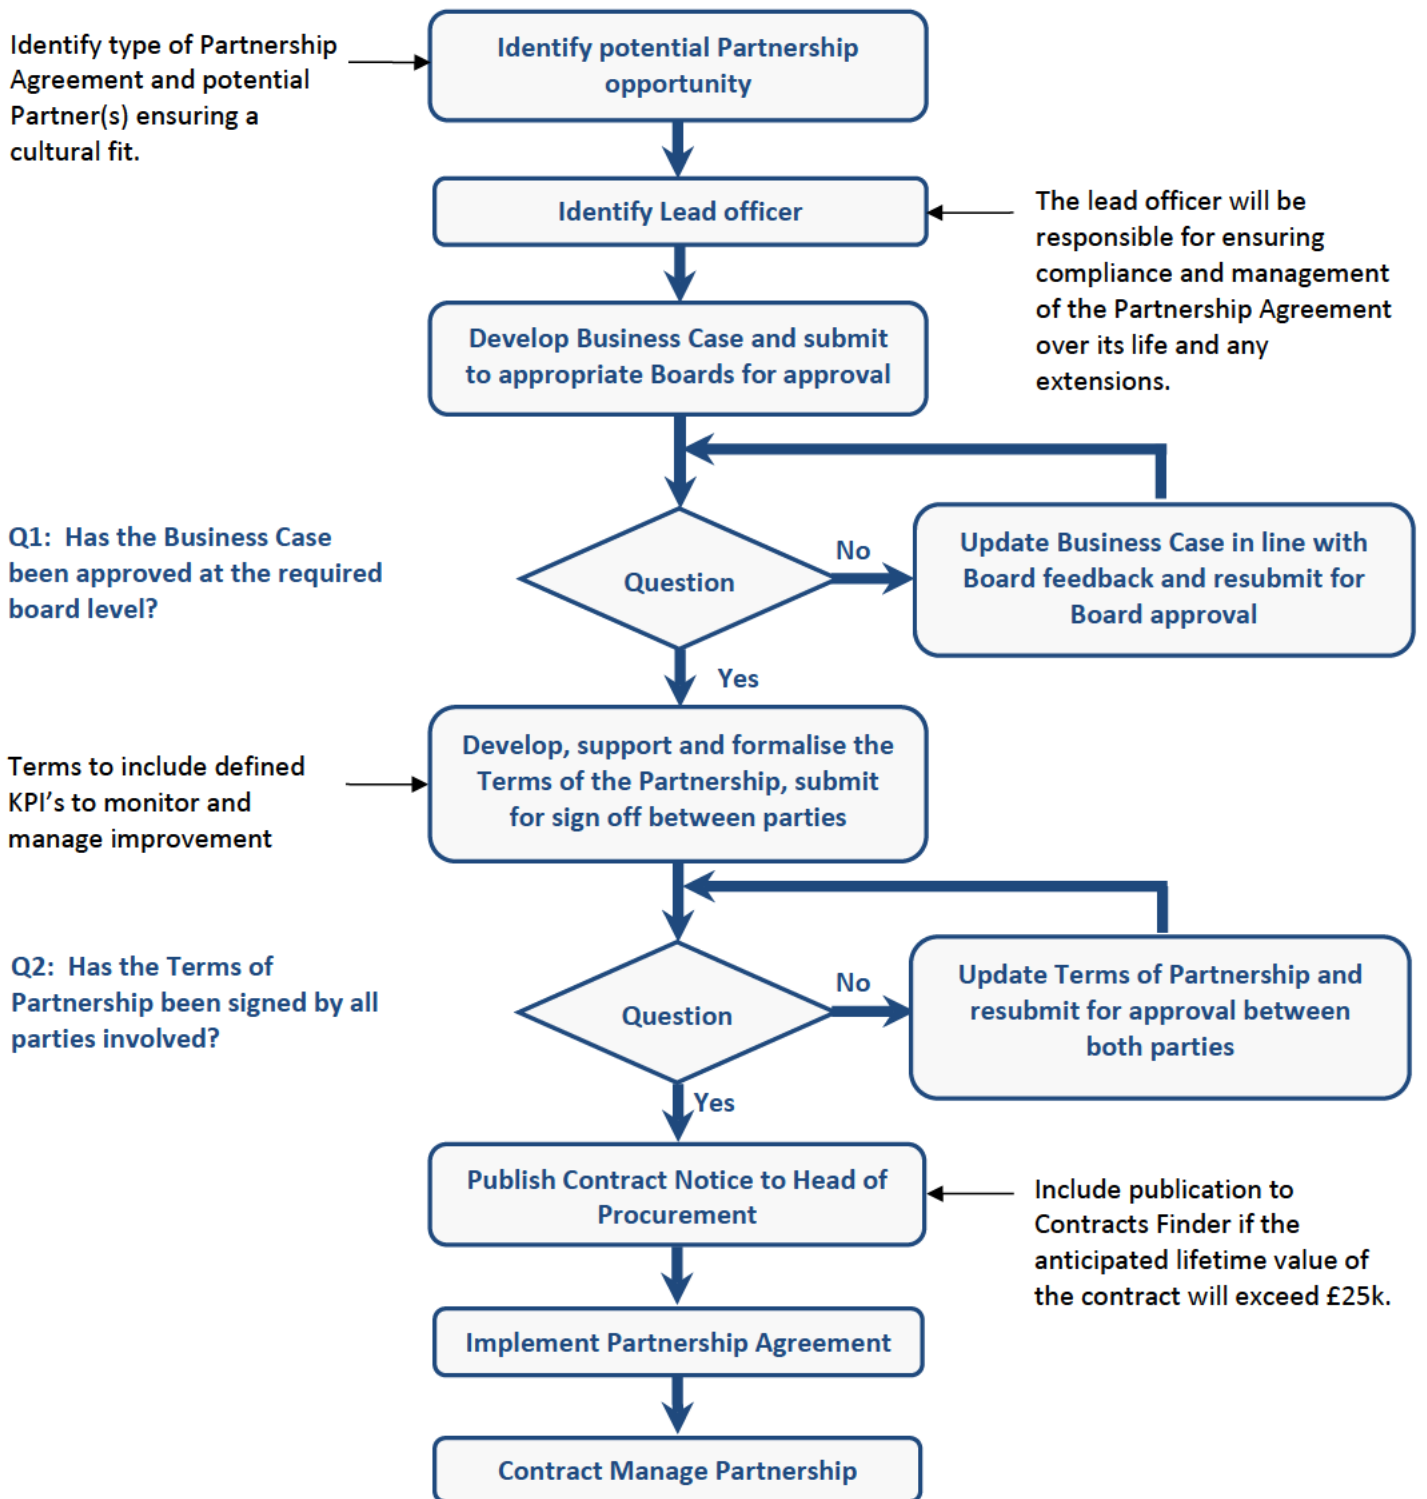 Identify type of Partnership
Agreement and potential
Partner(s) ensuring a
cultural fit.
Identify potential Partnership
opportunity
Identify Lead officer
The lead officer will be
responsible for ensuring
compliance and management
of the Partnership Agreement
over its life and any
extensions.
Develop Business Case and submit
to appropriate Boards for approval
Q1:  Has the Business Case
been approved at the required
board level?
Question
No
Update Business Case in line with
Board feedback and resubmit for
Board approval
Yes
Develop, support and formalise the
Terms of the Partnership, submit
for sign off between parties
Terms to include defined
KPI's to monitor and
manage improvement
Q2:  Has the Terms of
Partnership been signed by all
parties involved?
Question
No
Update Terms of Partnership and
resubmit for approval between
both parties
Yes
Publish Contract Notice to Head of
Procurement
Include publication to
Contracts Finder if the
anticipated lifetime value of
the contract will exceed £25k.
Implement Partnership Agreement
Contract Manage Partnership